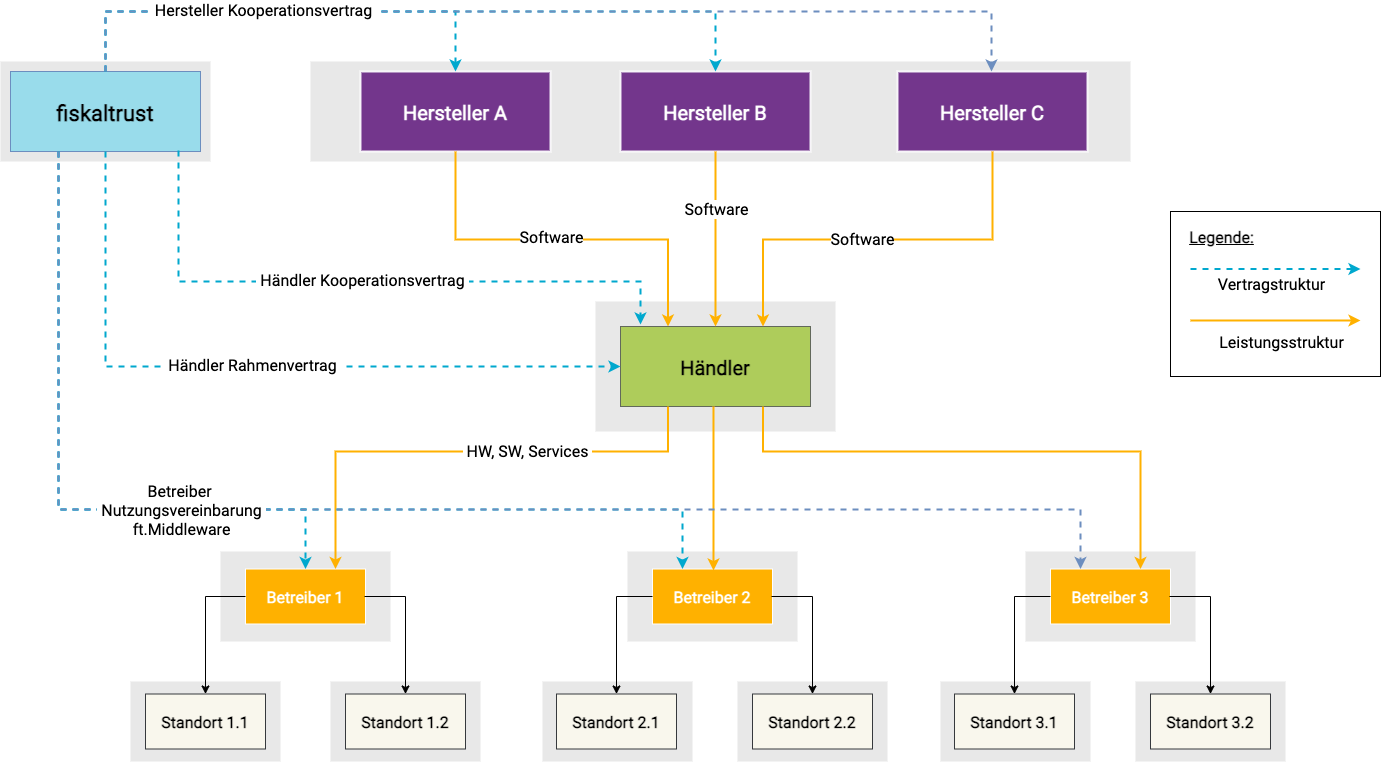 Hersteller Kooperationsvertrag
fiskaltrust
Hersteller A
Hersteller B
Hersteller C
Software
Software
Software
Legende:
Vertragstruktur
Leistungsstruktur
Händler Kooperationsvertrag
Händler Rahmenvertrag
Händler
HW, SW, Services
Betreiber
Nutzungsvereinbarung
ft.Middleware
Betreiber 1
Betreiber 2
Betreiber 3
Standort 1.1
Standort 1.2
Standort 2.1
Standort 2.2
Standort 3.1
Standort 3.2